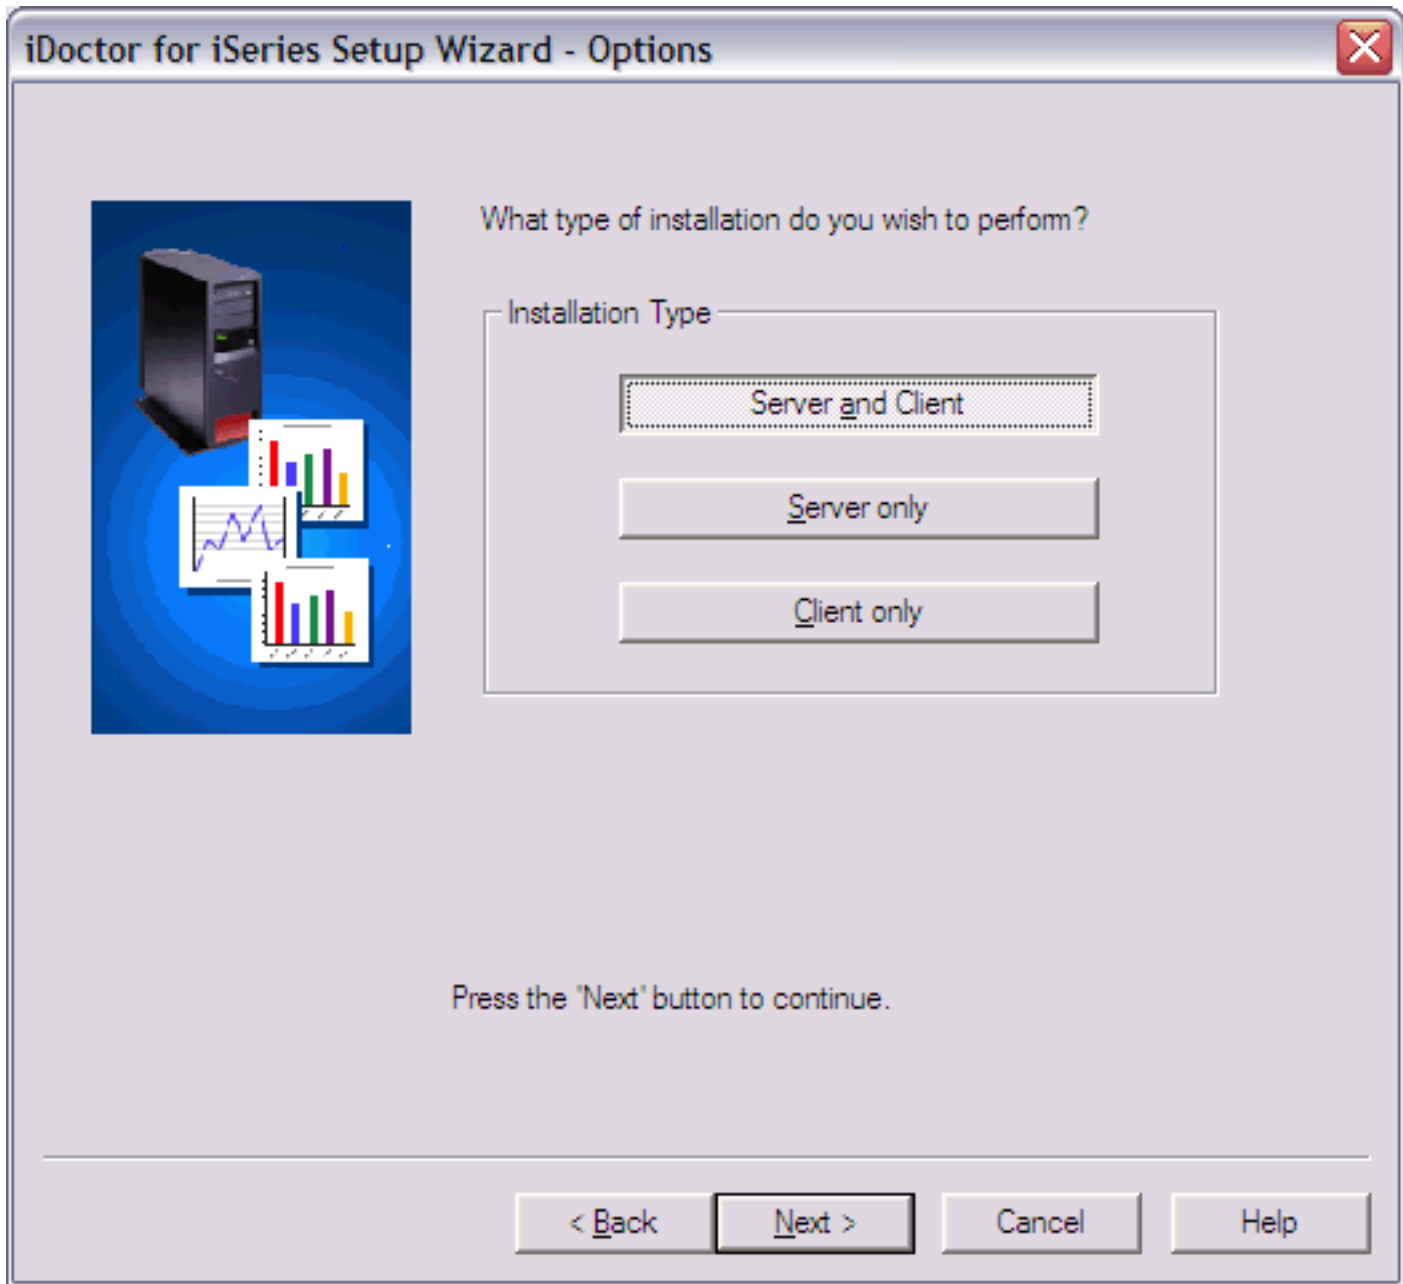 iDoctor for iSeries Setup Wizard - Options
What type of installation do you wish to perform?
Installation Type
Server and Client
Server only
Client only
Press the 'Next' button to continue.
< Back
Next >
Cancel
Help